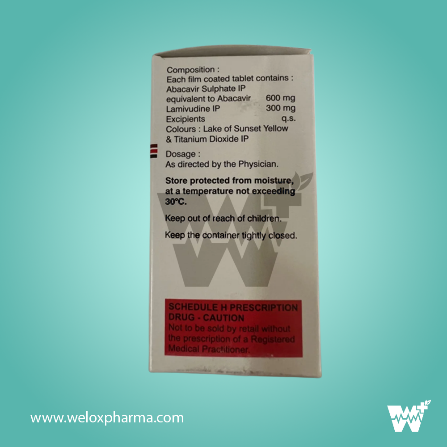 Composition :
Each film coated tablet contains :
Abacavir Sulphate IP
equivalent to Abacavir 600 mg
Lamivudine IP 300 mg
Excipients q.s.
Colours : Lake of Sunset Yellow
& Titanium Dioxide IP
Dosage :
As directed by the Physician.
Store protected from moisture,
at a temperature not exceeding
30°C.
Keep out of reach of children.
Keep the container tightly closed.
SCHEDULE H PRESCRIPTION
DRUG - CAUTION
Not to be sold by retail without
the prescription of a Registered
Medical Practitioner.
www.weloxpharma.com